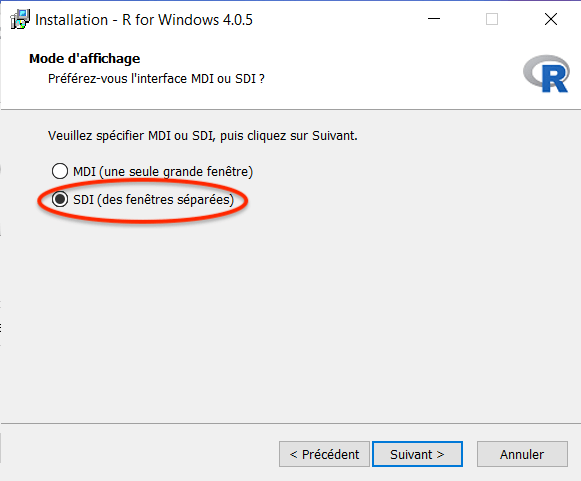 Installation - R for Windows 4.0.5
Mode d'affichage
Préférez-vous l'interface MDI ou SDI ?
R
Veuillez spécifier MDI ou SDI, puis cliquez sur Suivant.
MDI (une seule grande fenêtre)
SDI (des fenêtres séparées)
< Précédent
Suivant >
Annuler